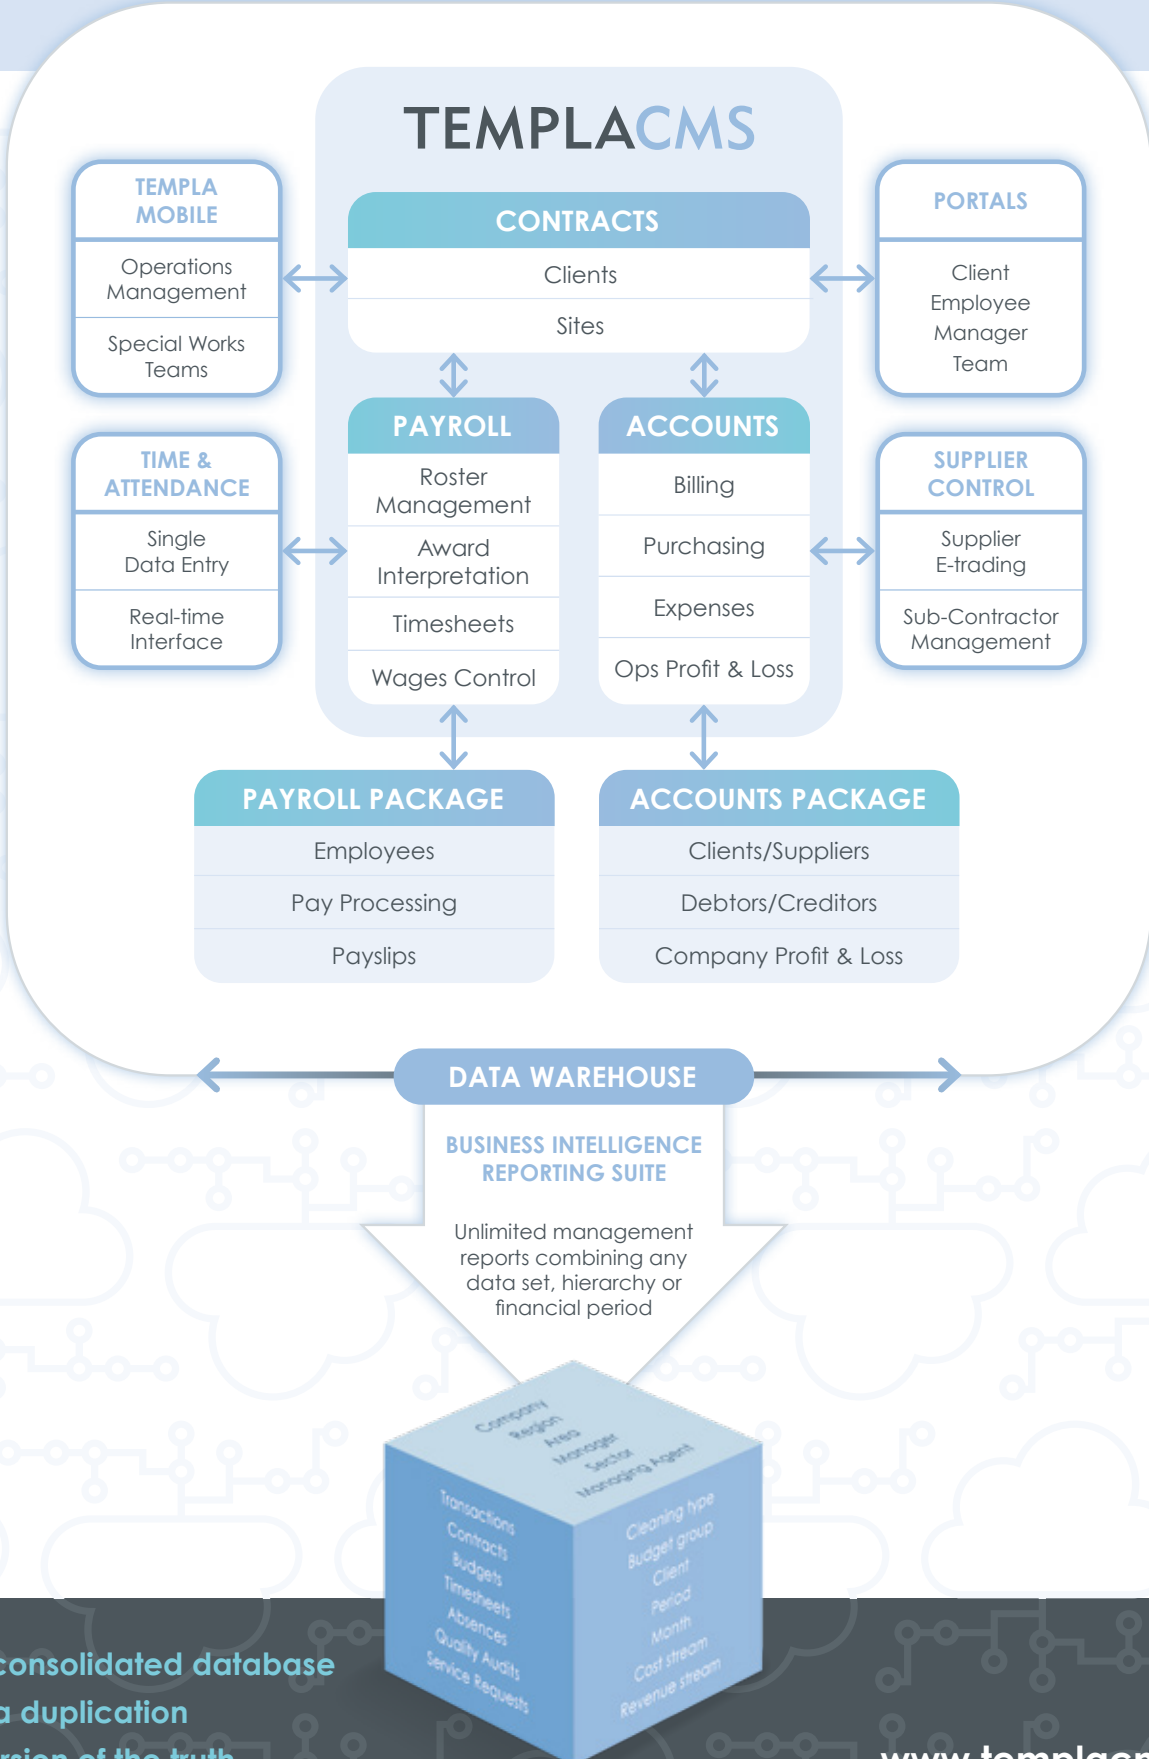 TEMPLACMS
TEMPLA
MOBILE
Operations
Management
Special Works
Teams
CONTRACTS
Clients
Sites
PORTALS
Client
Employee
Manager
Team
TIME &
ATTENDANCE
Single
Data Entry
Real-time
Interface
PAYROLL
Roster
Management
Award
Interpretation
Timesheets
Wages Control
ACCOUNTS
Billing
Purchasing
Expenses
Ops Profit & Loss
SUPPLIER
CONTROL
Supplier
E-trading
Sub-Contractor
Management
PAYROLL PACKAGE
Employees
Pay Processing
Payslips
ACCOUNTS PACKAGE
Clients/Suppliers
Debtors/Creditors
Company Profit & Loss
DATA WAREHOUSE
BUSINESS INTELLIGENCE
REPORTING SUITE
Unlimited management
reports combining any
data set, hierarchy or
financial period
Company
Region
Area
Manager
Sector
Managing Agent
Transactions
Contracts
Budgets
Timesheets
Absences
Quality Audits
Service Requests
Cleaning type
Budget group
Client
Period
Month
Cost stream
Revenue stream
consolidated database
duplication
of the truth